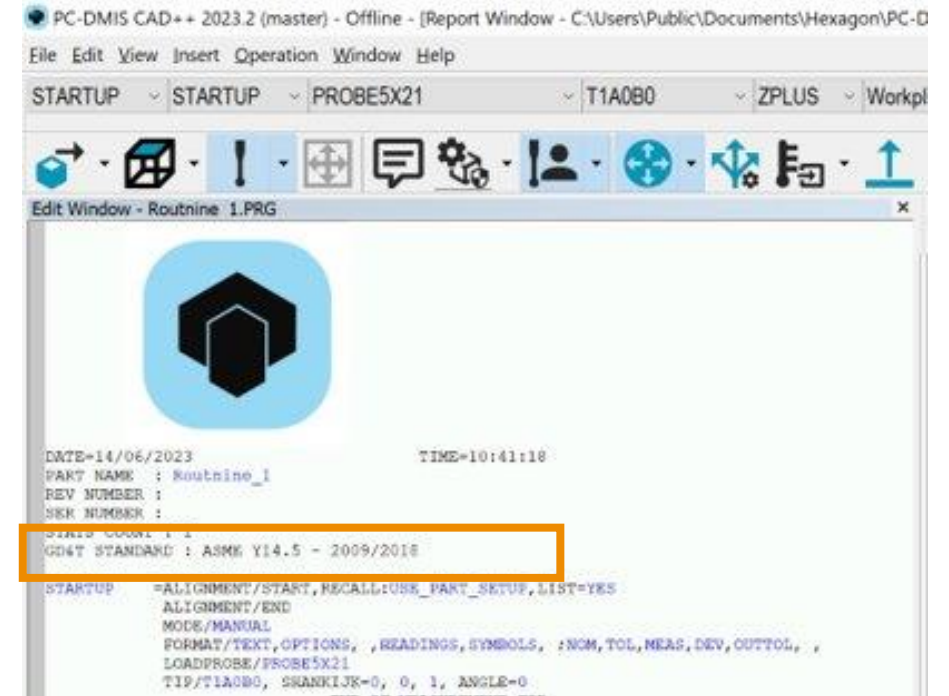 PC-DMIS CAD++ 2023.2 (master) - Offline - [Report Window - C:\Users\Public\Documents\Hexagon\PC-D
File Edit View Insert Operation Window Help
STARTUP STARTUP PROBE5X21 T1A0B0 ZPLUS Workpl
Edit Window - Routnine 1.PRG
DATE=14/06/2023 TIME=10:41:18
PART NAME : Routnine_1
REV NUMBER :
SER NUMBER :
STATS COUNT : 1
GD&T STANDARD : ASME Y14.5 - 2009/2018
STARTUP =ALIGNMENT/START,RECALL:USE_PART_SETUP,LIST=YES
ALIGNMENT/END
MODE/MANUAL
FORMAT/TEXT,OPTIONS, ,HEADINGS,SYMBOLS, ;NOM,TOL,MEAS,DEV,OUTTOL, ,
LOADPROBE/PROBE5X21
TIP/T1A0B0, SHANKIJK=0, 0, 1, ANGLE=0